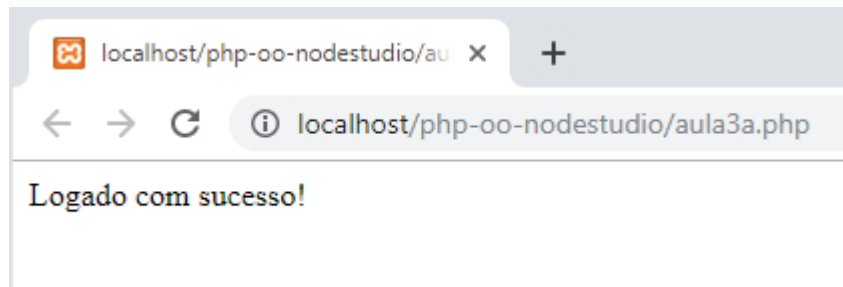 localhost/php-oo-nodestudio/au
localhost/php-oo-nodestudio/aula3a.php
Logado com sucesso!